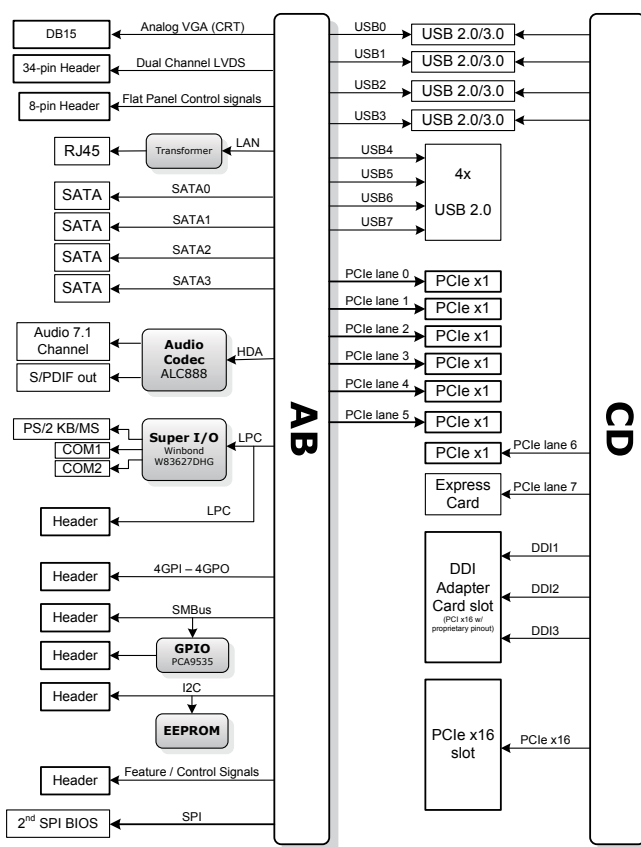 DB15
Analog VGA (CRT)
34-pin Header
Dual Channel LVDS
8-pin Header
Flat Panel Control signals
RJ45
Transformer
LAN
SATA
SATA0
SATA
SATA1
SATA
SATA2
SATA
SATA3
Audio 7.1
Channel
S/PDIF out
Audio
Codec
ALC888
HDA
PS/2 KB/MS
COM1
COM2
Super I/O
Winbond
W83627DHG
LPC
Header
LPC
Header
4GPI – 4GPO
Header
SMBus
Header
GPIO
PCA9535
Header
I2C
EEPROM
Header
Feature / Control Signals
2nd SPI BIOS
SPI
AB
USB0
USB 2.0/3.0
USB1
USB 2.0/3.0
USB2
USB 2.0/3.0
USB3
USB 2.0/3.0
USB4
USB5
USB6
USB7
4x
USB 2.0
PCIe lane 0
PCIe x1
PCIe lane 1
PCIe x1
PCIe lane 2
PCIe x1
PCIe lane 3
PCIe x1
PCIe lane 4
PCIe x1
PCIe lane 5
PCIe x1
PCIe x1
PCIe lane 6
Express
Card
PCIe lane 7
DDI
Adapter
Card slot
(PCI x16 w/
proprietary pinout)
DDI1
DDI2
DDI3
PCIe x16
slot
PCIe x16
CD